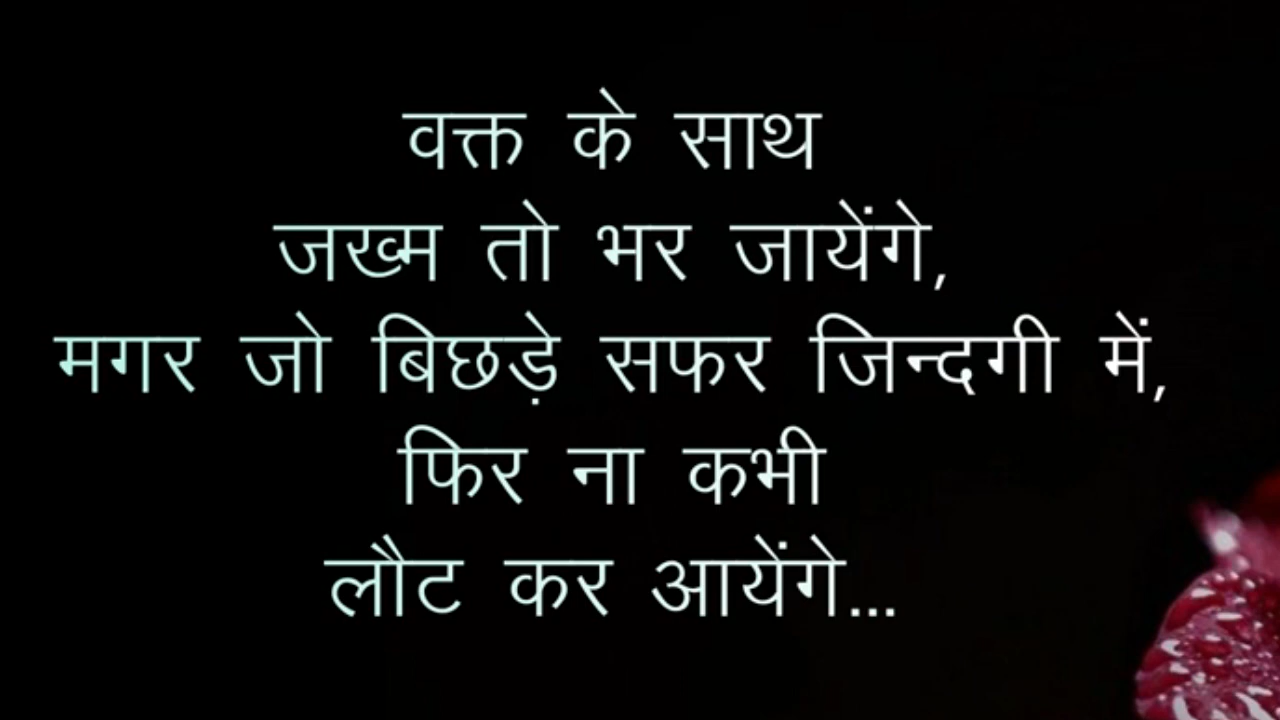 वक्त के साथ
जख्म तो भर जायेंगे,
मगर जो बिछड़े सफर जिन्दगी में,
फिर ना कभी
लौट कर आयेंगे...